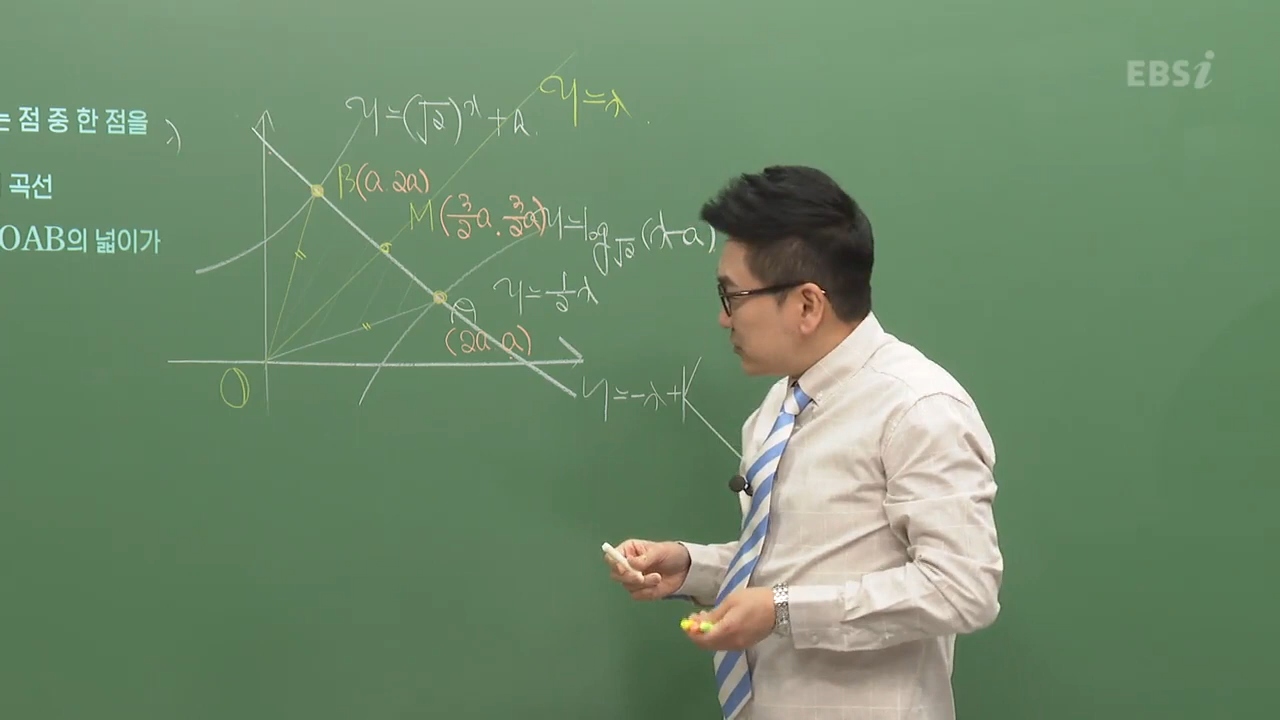 EBSi
는 점 중 한 점을
곡선
OAB의 넓이가
y=(√2)^x+k
y=x
B(a, 2a)
M(3/2a, 3/2a)
y=log_√2(x-a)
y=1/2x
A
(2a, a)
O
y=-x+k